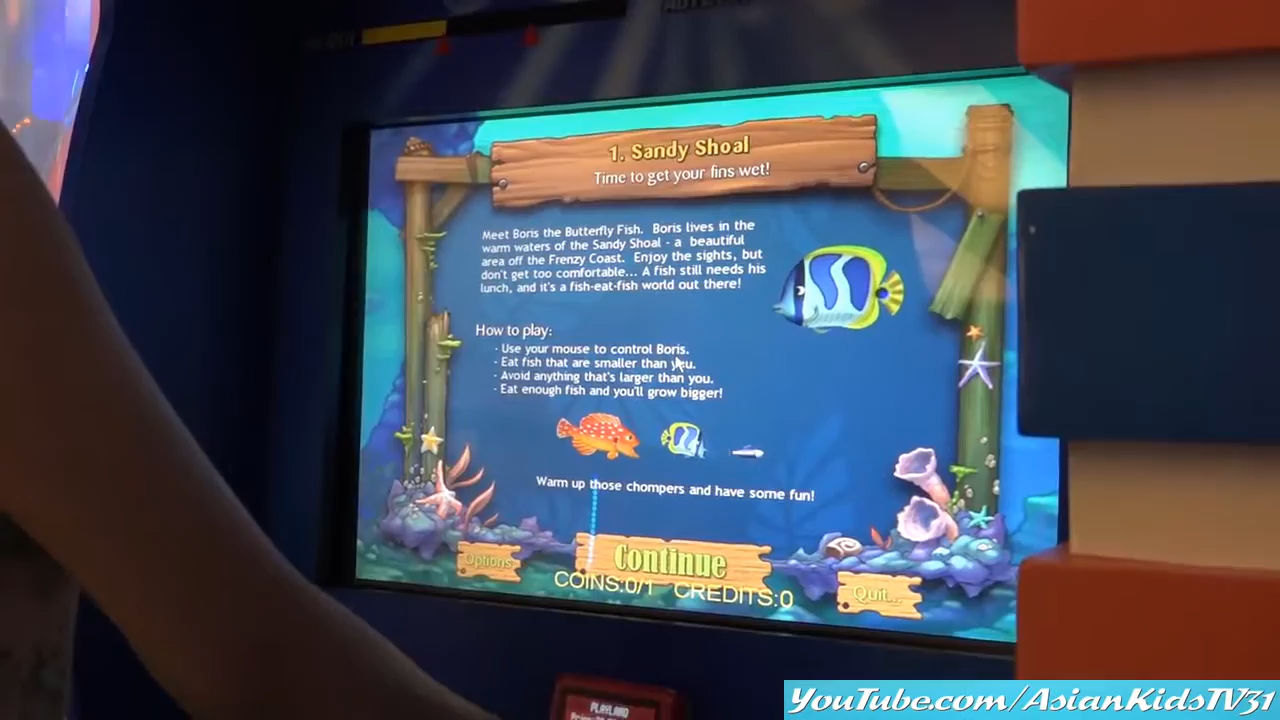 1. Sandy Shoal
Time to get your fins wet!
Meet Boris the Butterfly Fish. Boris lives in the
warm waters of the Sandy Shoal - a beautiful
area off the Frenzy Coast. Enjoy the sights, but
don't get too comfortable... A fish still needs his
lunch, and it's a fish-eat-fish world out there!
How to play:
- Use your mouse to control Boris.
- Eat fish that are smaller than you.
- Avoid anything that's larger than you.
- Eat enough fish and you'll grow bigger!
Warm up those chompers and have some fun!
Options
Continue
Quit...
COINS:0/1 CREDITS:0
PLAYLAND
YouTube.com/AsianKidsTV31